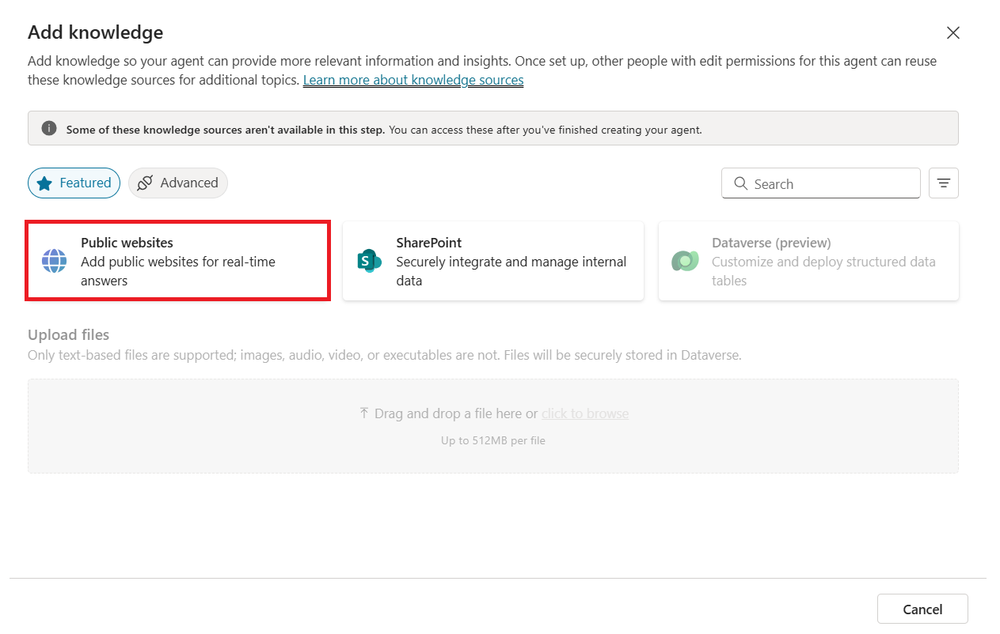 Add knowledge
Add knowledge so your agent can provide more relevant information and insights. Once set up, other people with edit permissions for this agent can reuse
these knowledge sources for additional topics. Learn more about knowledge sources
Some of these knowledge sources aren't available in this step. You can access these after you've finished creating your agent.
Featured
Advanced
Search
Public websites
Add public websites for real-time
answers
SharePoint
Securely integrate and manage internal
data
Dataverse (preview)
Customize and deploy structured data
tables
Upload files
Only text-based files are supported; images, audio, video, or executables are not. Files will be securely stored in Dataverse.
Drag and drop a file here or click to browse
Up to 512MB per file
Cancel